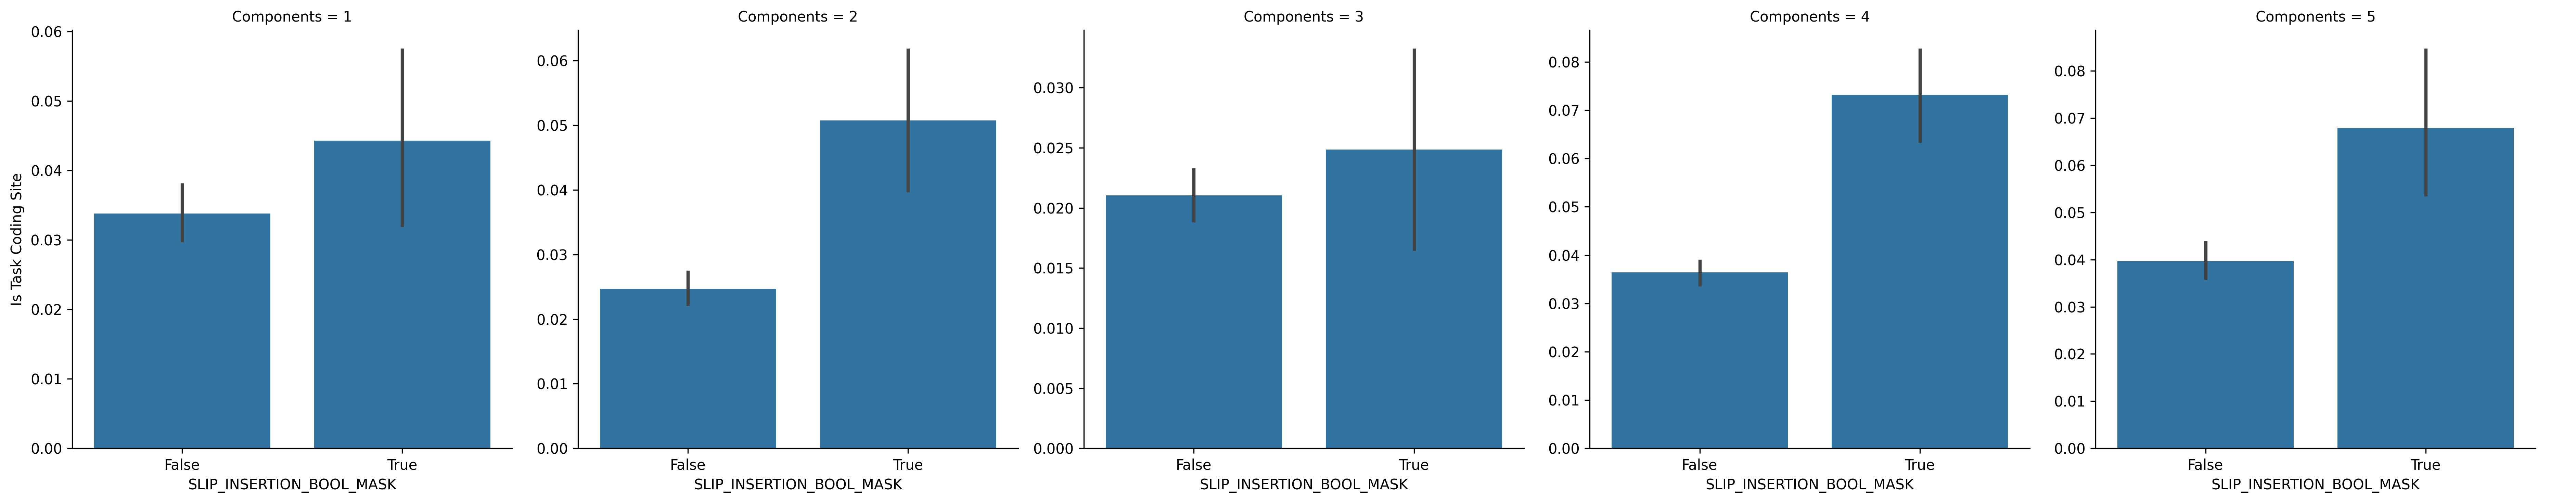 Components = 1
Components = 2
Components = 3
Components = 4
Components = 5
Is Task Coding Site
0.06
0.05
0.04
0.03
0.02
0.01
0.00
False
True
SLIP_INSERTION_BOOL_MASK
0.06
0.05
0.04
0.03
0.02
0.01
0.00
False
True
SLIP_INSERTION_BOOL_MASK
0.030
0.025
0.020
0.015
0.010
0.005
0.000
False
True
SLIP_INSERTION_BOOL_MASK
0.08
0.07
0.06
0.05
0.04
0.03
0.02
0.01
0.00
False
True
SLIP_INSERTION_BOOL_MASK
0.08
0.07
0.06
0.05
0.04
0.03
0.02
0.01
0.00
False
True
SLIP_INSERTION_BOOL_MASK